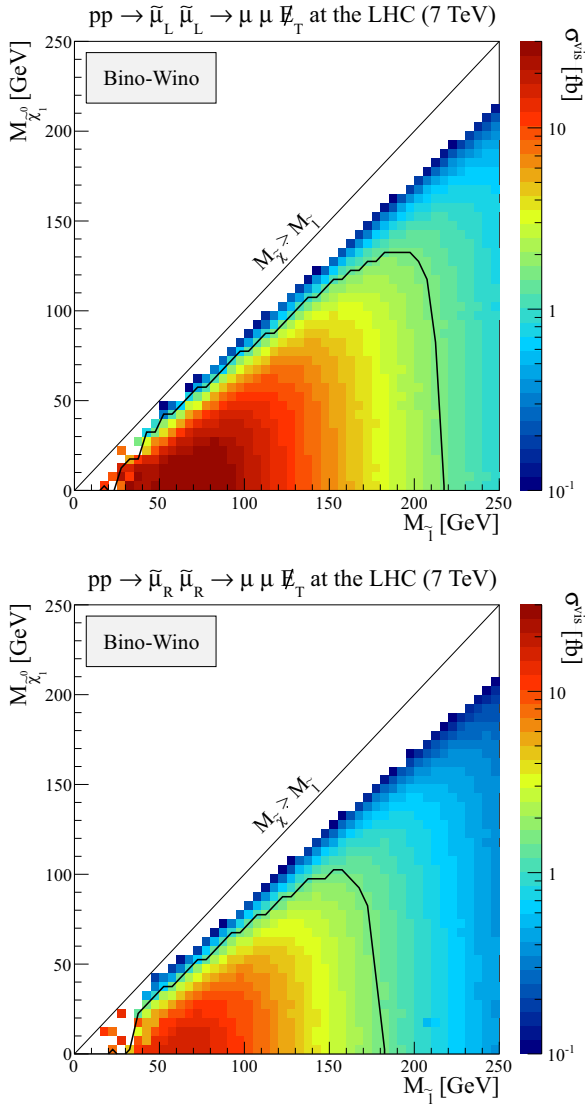 pp → μ̃_L μ̃_L → μ μ E̸_T at the LHC (7 TeV)
M_χ̃⁰₁ [GeV]
Bino-Wino
M_χ̃ > M_l̃
250
200
150
100
50
0
0 50 100 150 200 250
M_l̃ [GeV]
σ^vis [fb]
10
1
10⁻¹
pp → μ̃_R μ̃_R → μ μ E̸_T at the LHC (7 TeV)
M_χ̃⁰₁ [GeV]
Bino-Wino
M_χ̃ > M_l̃
250
200
150
100
50
0
0 50 100 150 200 250
M_l̃ [GeV]
σ^vis [fb]
10
1
10⁻¹